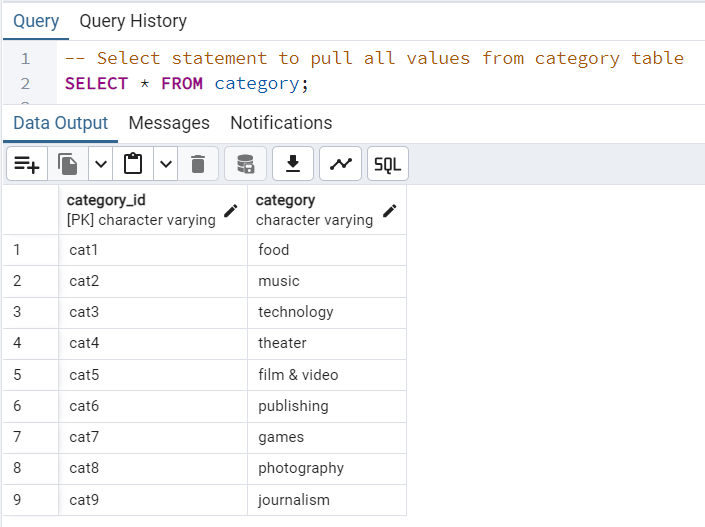 Query Query History
1 -- Select statement to pull all values from category table
2 SELECT * FROM category;
Data Output Messages Notifications
SQL
category_id category
[PK] character varying character varying
1 cat1 food
2 cat2 music
3 cat3 technology
4 cat4 theater
5 cat5 film & video
6 cat6 publishing
7 cat7 games
8 cat8 photography
9 cat9 journalism